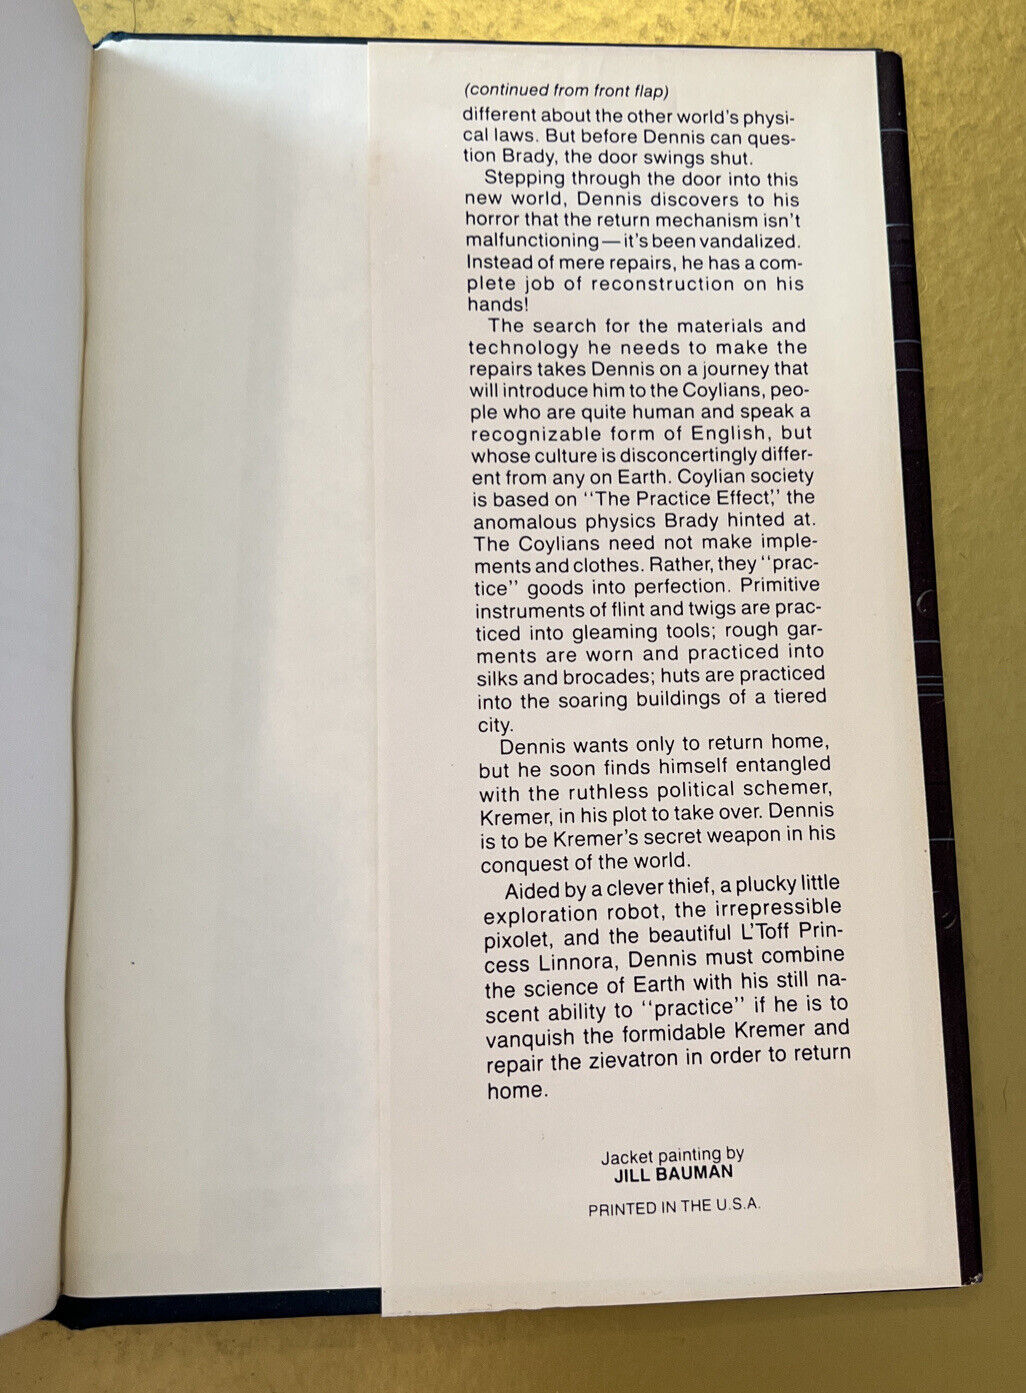 (continued from front flap)
different about the other world's physi-
cal laws. But before Dennis can ques-
tion Brady, the door swings shut.
Stepping through the door into this
new world, Dennis discovers to his
horror that the return mechanism isn't
malfunctioning—it's been vandalized.
Instead of mere repairs, he has a com-
plete job of reconstruction on his
hands!
The search for the materials and
technology he needs to make the
repairs takes Dennis on a journey that
will introduce him to the Coylians, peo-
ple who are quite human and speak a
recognizable form of English, but
whose culture is disconcertingly differ-
ent from any on Earth. Coylian society
is based on "The Practice Effect," the
anomalous physics Brady hinted at.
The Coylians need not make imple-
ments and clothes. Rather, they "prac-
tice" goods into perfection. Primitive
instruments of flint and twigs are prac-
ticed into gleaming tools; rough gar-
ments are worn and practiced into
silks and brocades; huts are practiced
into the soaring buildings of a tiered
city.
Dennis wants only to return home,
but he soon finds himself entangled
with the ruthless political schemer,
Kremer, in his plot to take over. Dennis
is to be Kremer's secret weapon in his
conquest of the world.
Aided by a clever thief, a plucky little
exploration robot, the irrepressible
pixolet, and the beautiful L'Toff Prin-
cess Linnora, Dennis must combine
the science of Earth with his still na-
scent ability to "practice" if he is to
vanquish the formidable Kremer and
repair the zievatron in order to return
home.
Jacket painting by
JILL BAUMAN
PRINTED IN THE U.S.A.